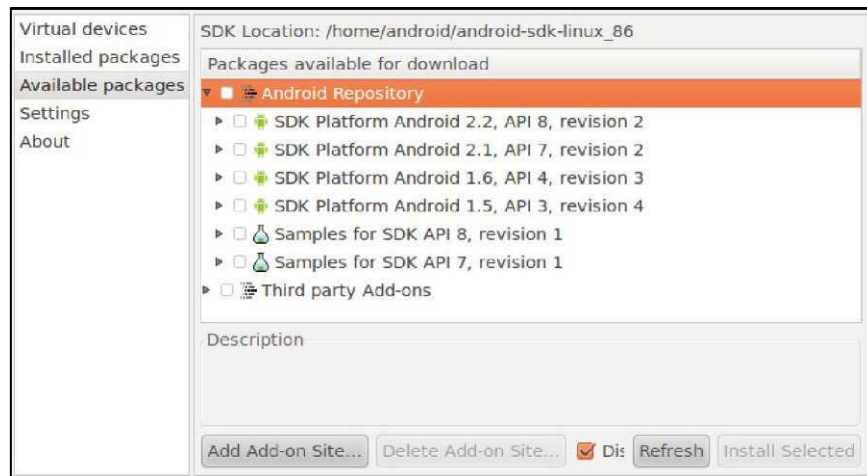 Virtual devices
Installed packages
Available packages
Settings
About
SDK Location: /home/android/android-sdk-linux_86
Packages available for download
Android Repository
SDK Platform Android 2.2, API 8, revision 2
SDK Platform Android 2.1, API 7, revision 2
SDK Platform Android 1.6, API 4, revision 3
SDK Platform Android 1.5, API 3, revision 4
Samples for SDK API 8, revision 1
Samples for SDK API 7, revision 1
Third party Add-ons
Description
Add Add-on Site... Delete Add-on Site... Refresh Install Selected